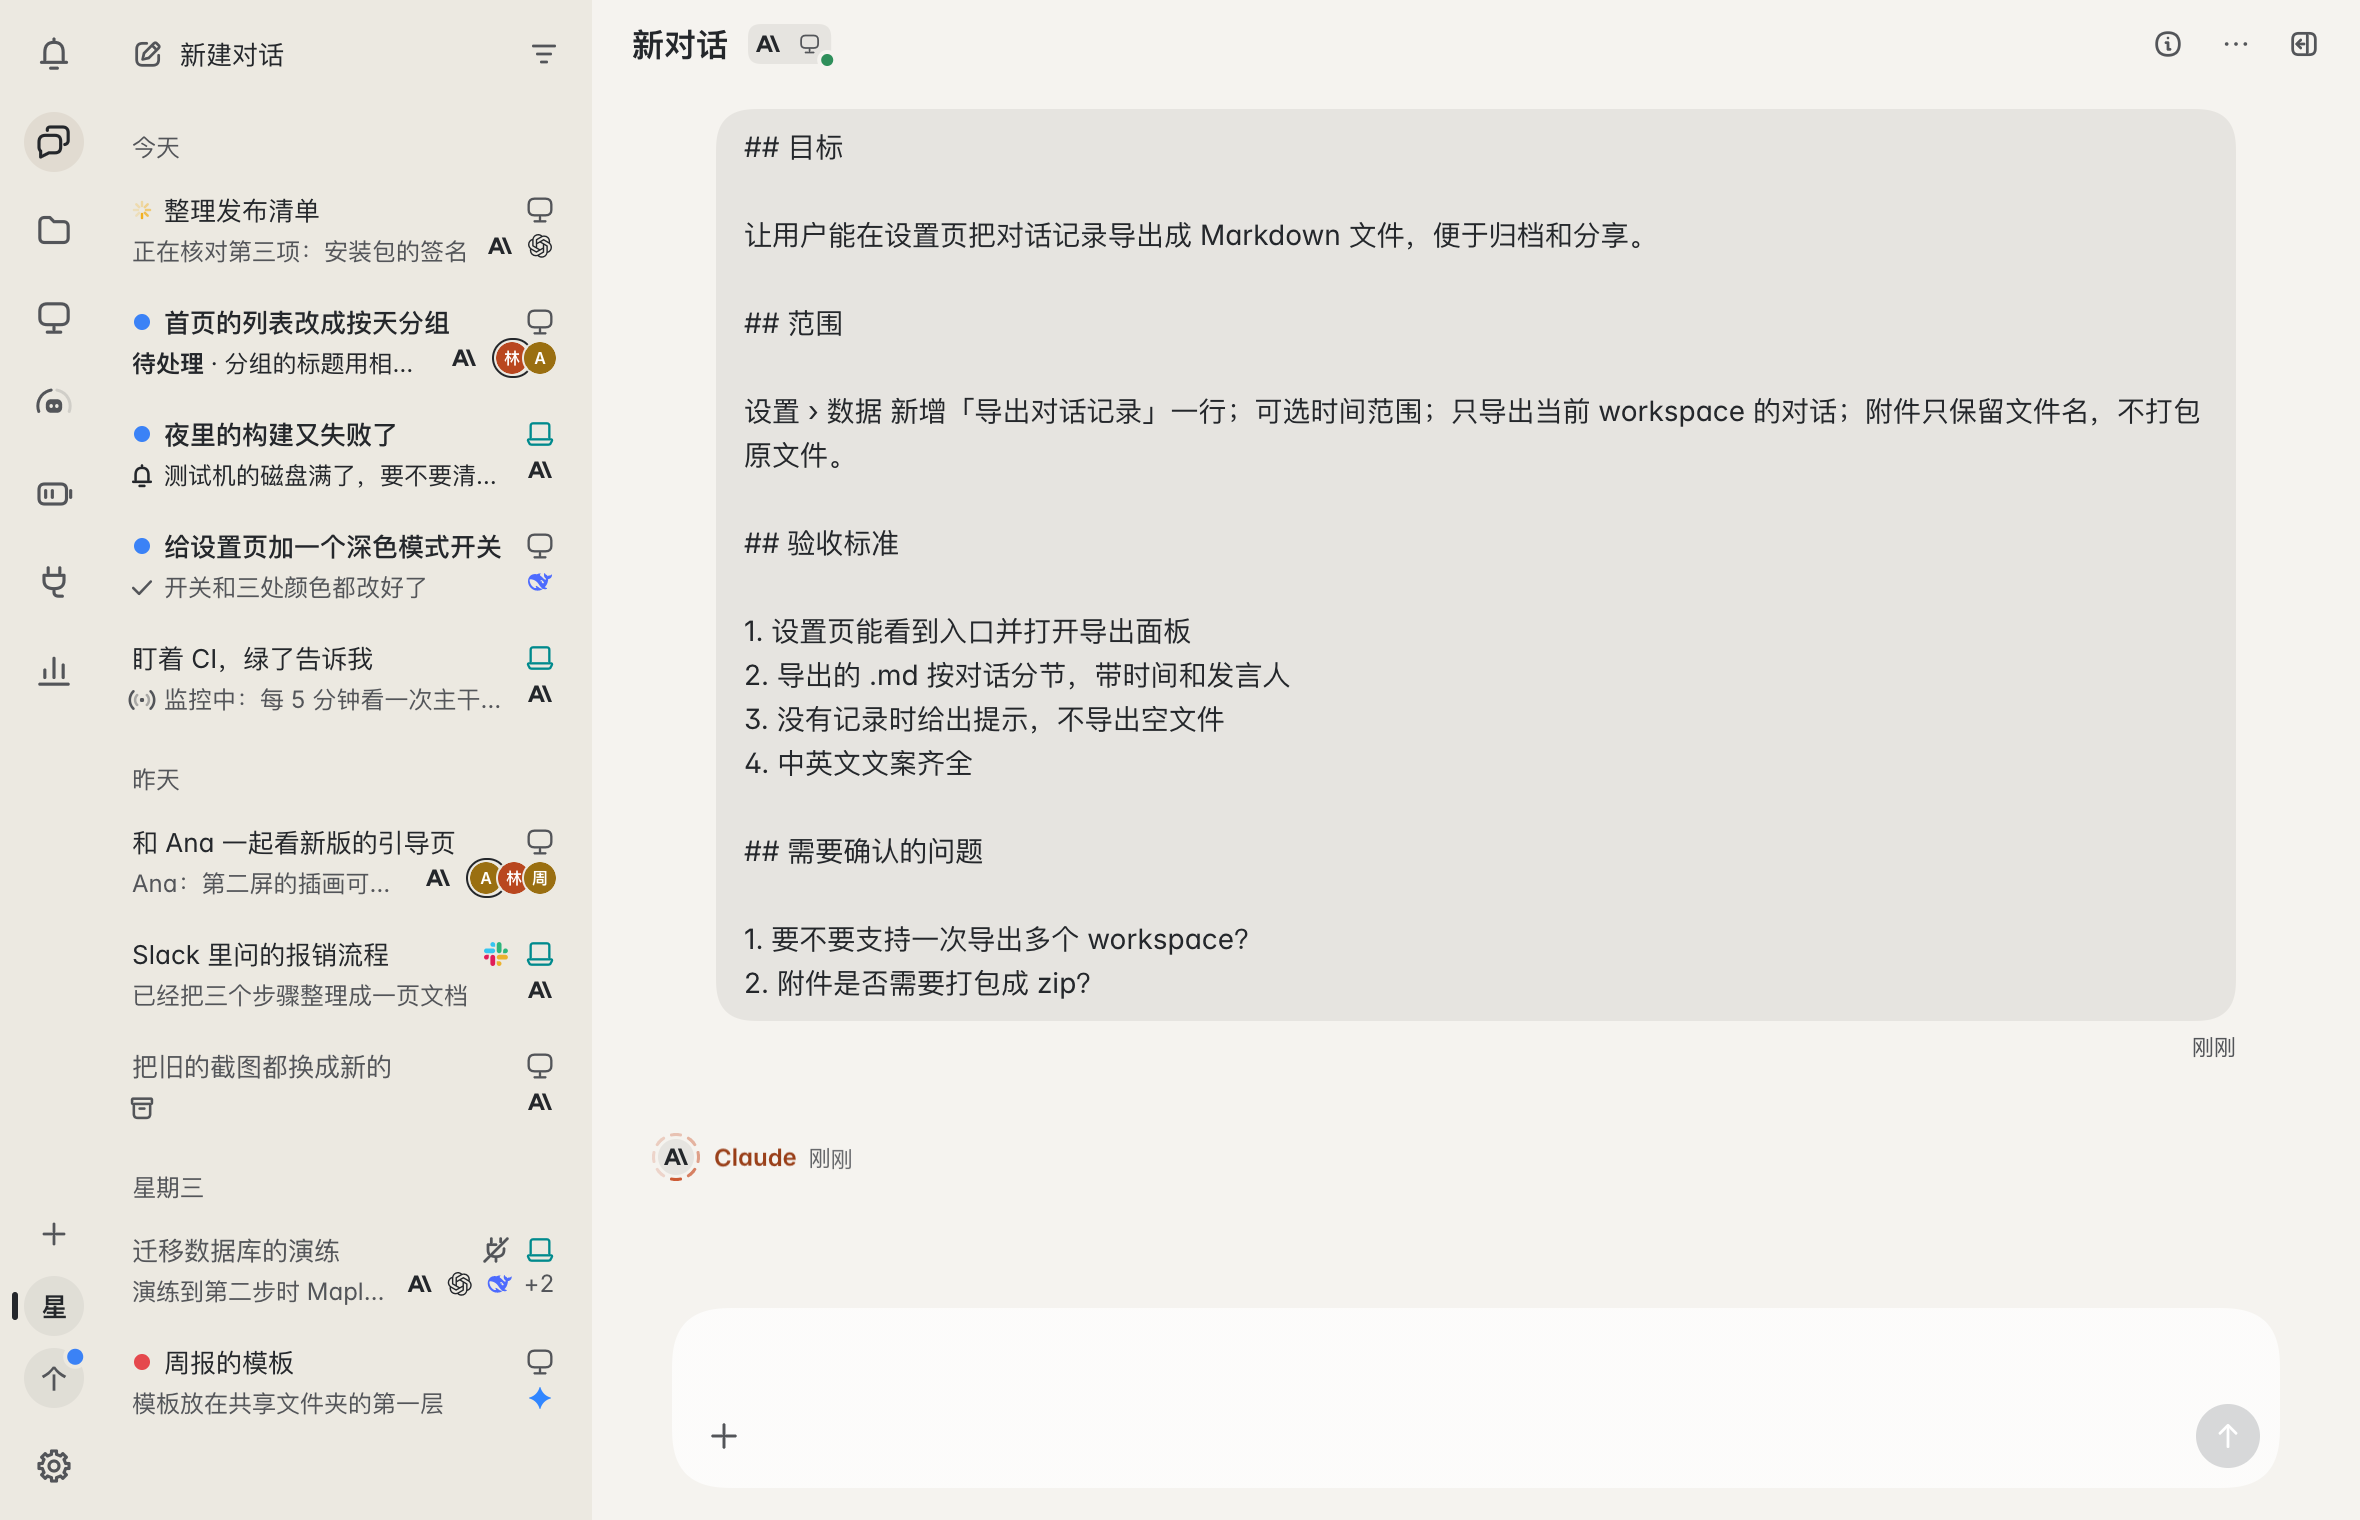 新建对话
今天
整理发布清单
正在核对第三项：安装包的签名
首页的列表改成按天分组
待处理 · 分组的标题用相…
林
A
夜里的构建又失败了
测试机的磁盘满了，要不要清…
给设置页加一个深色模式开关
开关和三处颜色都改好了
盯着 CI，绿了告诉我
监控中：每 5 分钟看一次主干…
昨天
和 Ana 一起看新版的引导页
Ana：第二屏的插画可…
A
林
周
Slack 里问的报销流程
已经把三个步骤整理成一页文档
把旧的截图都换成新的
星期三
迁移数据库的演练
演练到第二步时 Mapl…
+2
周报的模板
模板放在共享文件夹的第一层
星
个
新对话
## 目标
让用户能在设置页把对话记录导出成 Markdown 文件，便于归档和分享。
## 范围
设置 › 数据 新增「导出对话记录」一行；可选时间范围；只导出当前 workspace 的对话；附件只保留文件名，不打包
原文件。
## 验收标准
1. 设置页能看到入口并打开导出面板
2. 导出的 .md 按对话分节，带时间和发言人
3. 没有记录时给出提示，不导出空文件
4. 中英文文案齐全
## 需要确认的问题
1. 要不要支持一次导出多个 workspace?
2. 附件是否需要打包成 zip?
刚刚
Claude 刚刚